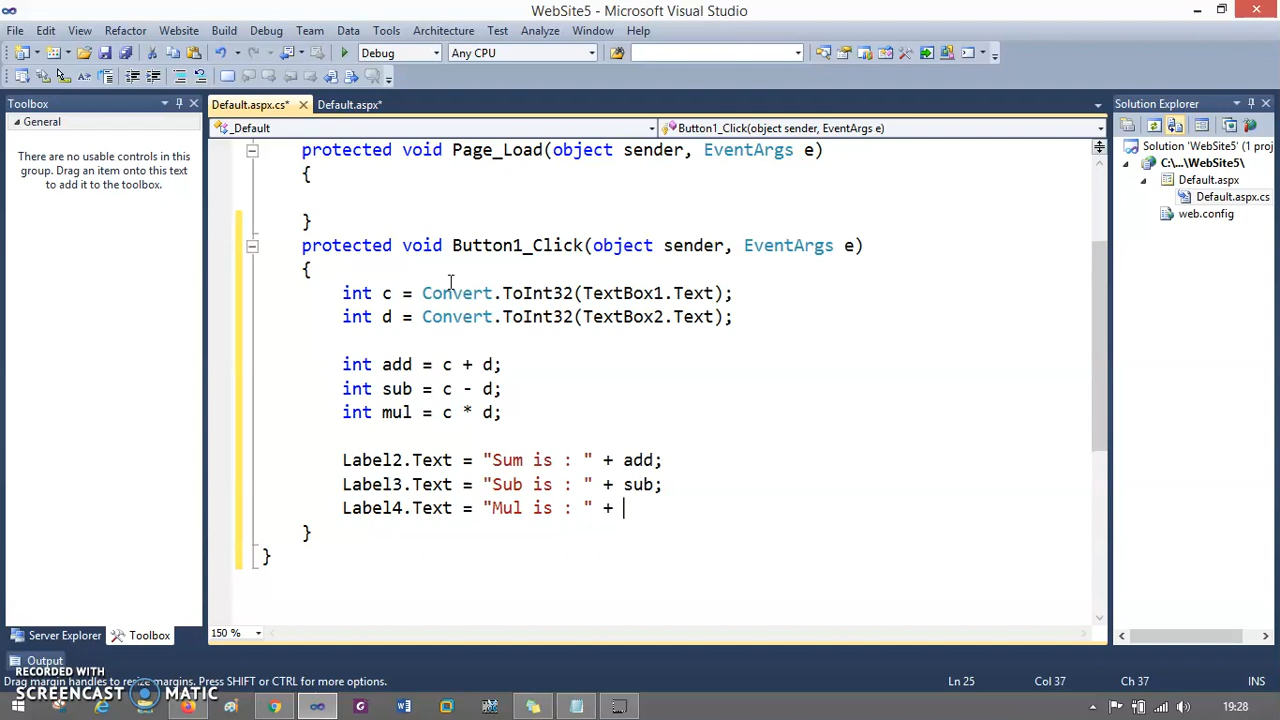 WebSite5 - Microsoft Visual Studio
File Edit View Refactor Website Build Debug Team Data Tools Architecture Test Analyze Window Help
Debug Any CPU
Toolbox
General
There are no usable controls in this
group. Drag an item onto this text
to add it to the toolbox.
Server Explorer Toolbox
Default.aspx.cs* Default.aspx*
_Default Button1_Click(object sender, EventArgs e)
protected void Page_Load(object sender, EventArgs e)
{
}
protected void Button1_Click(object sender, EventArgs e)
{
int c = Convert.ToInt32(TextBox1.Text);
int d = Convert.ToInt32(TextBox2.Text);
int add = c + d;
int sub = c - d;
int mul = c * d;
Label2.Text = "Sum is : " + add;
Label3.Text = "Sub is : " + sub;
Label4.Text = "Mul is : " +
}
}
150 %
Solution Explorer
Solution 'WebSite5' (1 proj
C:\...\WebSite5\
Default.aspx
Default.aspx.cs
web.config
Output
Drag margin handles to resize margins. Press SHIFT or CTRL for more options.
Ln 25 Col 37 Ch 37 INS
RECORDED WITH
SCREENCAST MATIC
19:28